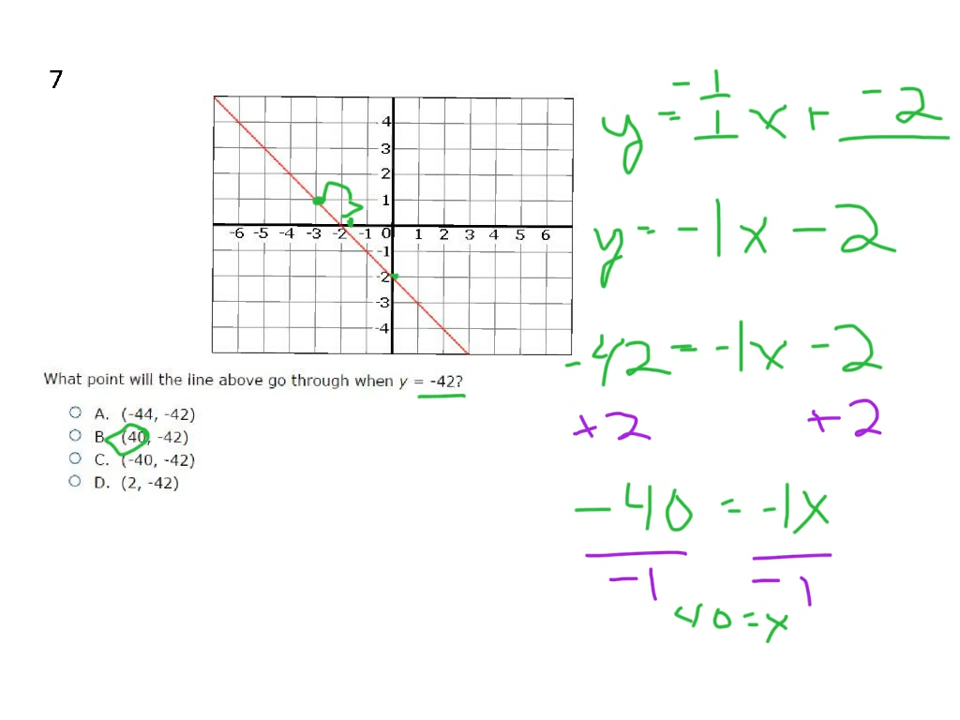 7
y = -1/1 x + -2
y = -1x - 2
-42 = -1x - 2
+2 +2
-40 = -1x
-1 -1
40 = x
4
3
2
1
-6 -5 -4 -3 -2 -1 0 1 2 3 4 5 6
-1
-2
-3
-4
What point will the line above go through when y = -42?
A. (-44, -42)
B. (40, -42)
C. (-40, -42)
D. (2, -42)